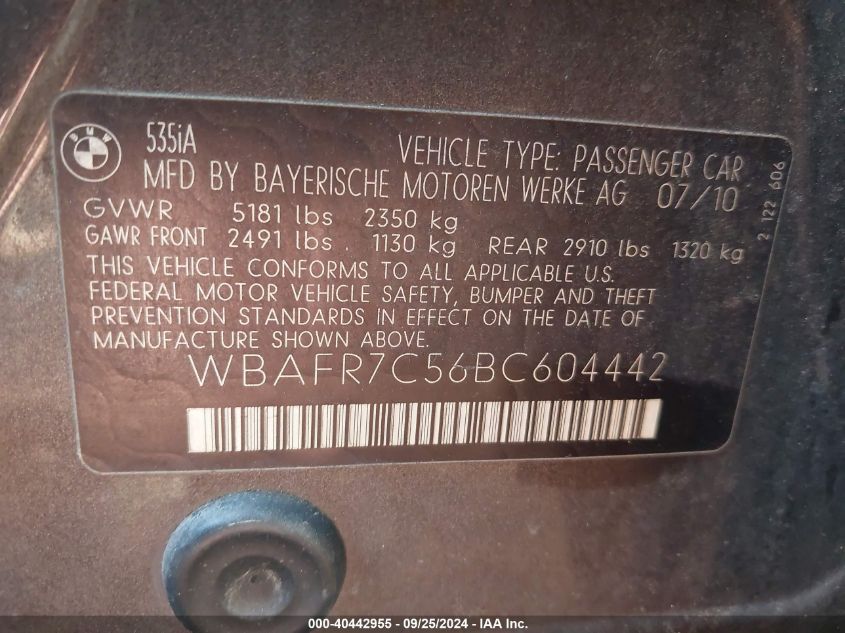 BMW
535iA
VEHICLE TYPE: PASSENGER CAR
MFD BY BAYERISCHE MOTOREN WERKE AG 07/10
GVWR 5181 lbs 2350 kg
GAWR FRONT 2491 lbs 1130 kg REAR 2910 lbs 1320 kg
THIS VEHICLE CONFORMS TO ALL APPLICABLE U.S.
FEDERAL MOTOR VEHICLE SAFETY, BUMPER AND THEFT
PREVENTION STANDARDS IN EFFECT ON THE DATE OF
MANUFACTURE SHOWN ABOVE.
WBAFR7C56BC604442
2 122 606
000-40442955 - 09/25/2024 - IAA Inc.